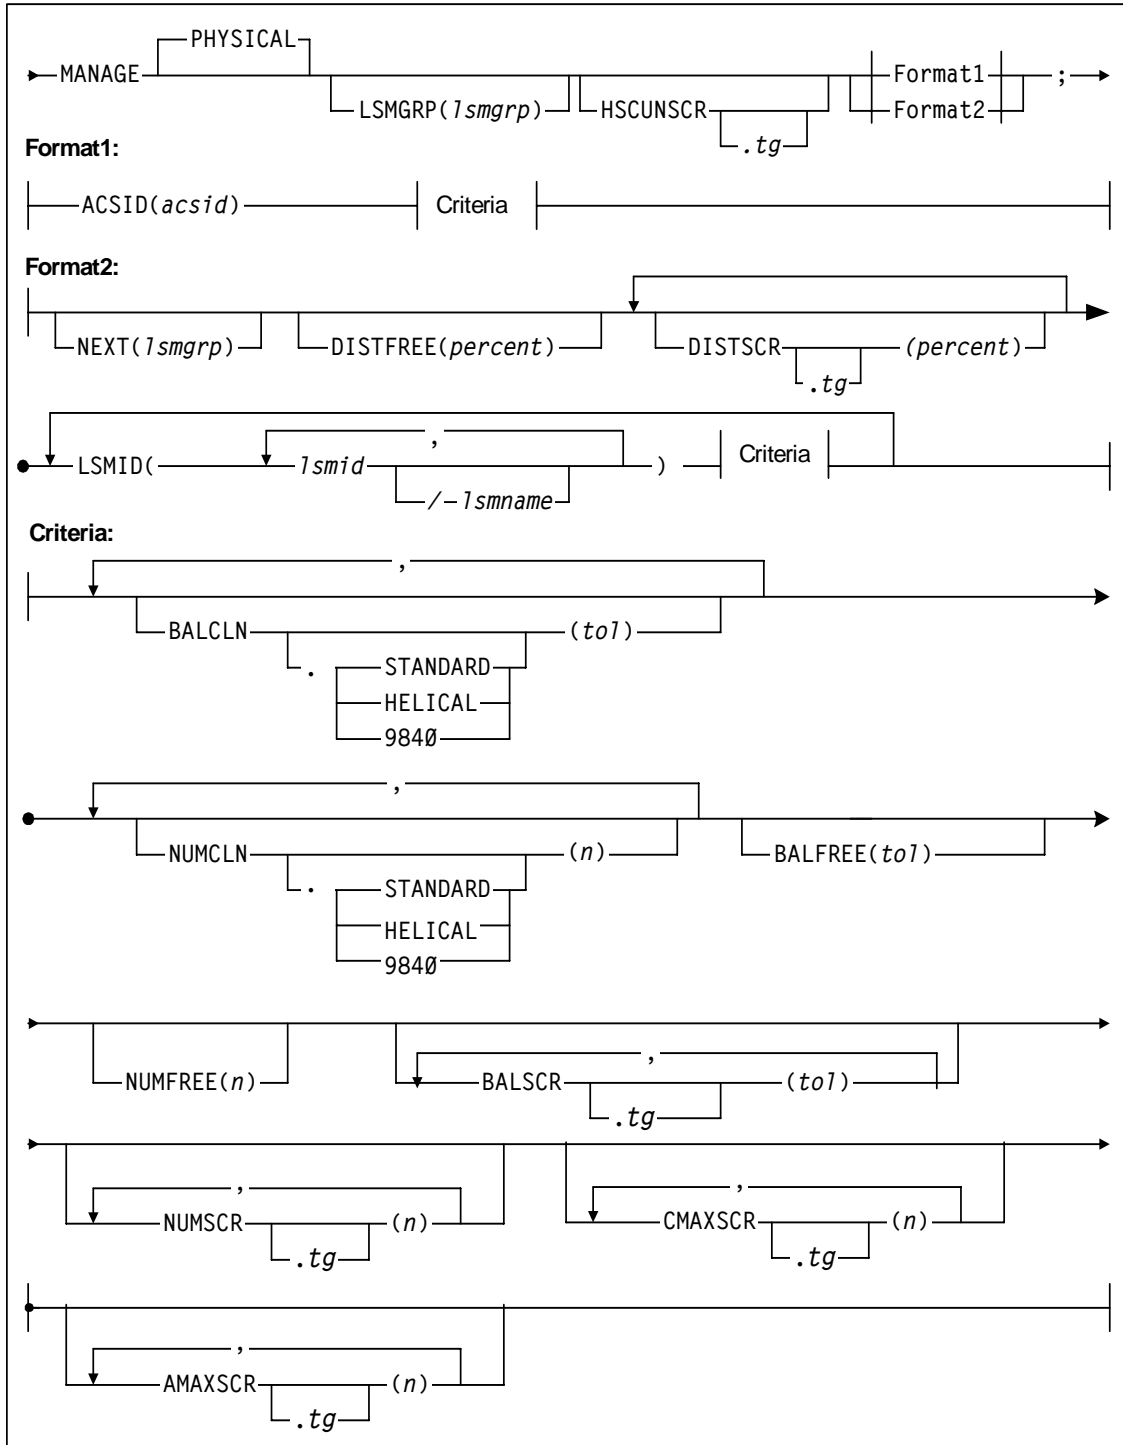 PHYSICAL
MANAGE Format1 ;
LSMGRP(lsmgrp) HSCUNSCR Format2
.tg
Format1:
ACSID(acsid) Criteria
Format2:
NEXT(lsmgrp) DISTFREE(percent) DISTSCR (percent)
.tg
,
LSMID( lsmid ) Criteria
/ lsmname
Criteria:
,
BALCLN (tol)
. STANDARD
HELICAL
9840
,
NUMCLN (n) BALFREE(tol)
. STANDARD
HELICAL
9840
,
NUMFREE(n) BALSCR (tol)
.tg
, ,
NUMSCR (n) CMAXSCR (n)
.tg .tg
,
AMAXSCR (n)
.tg